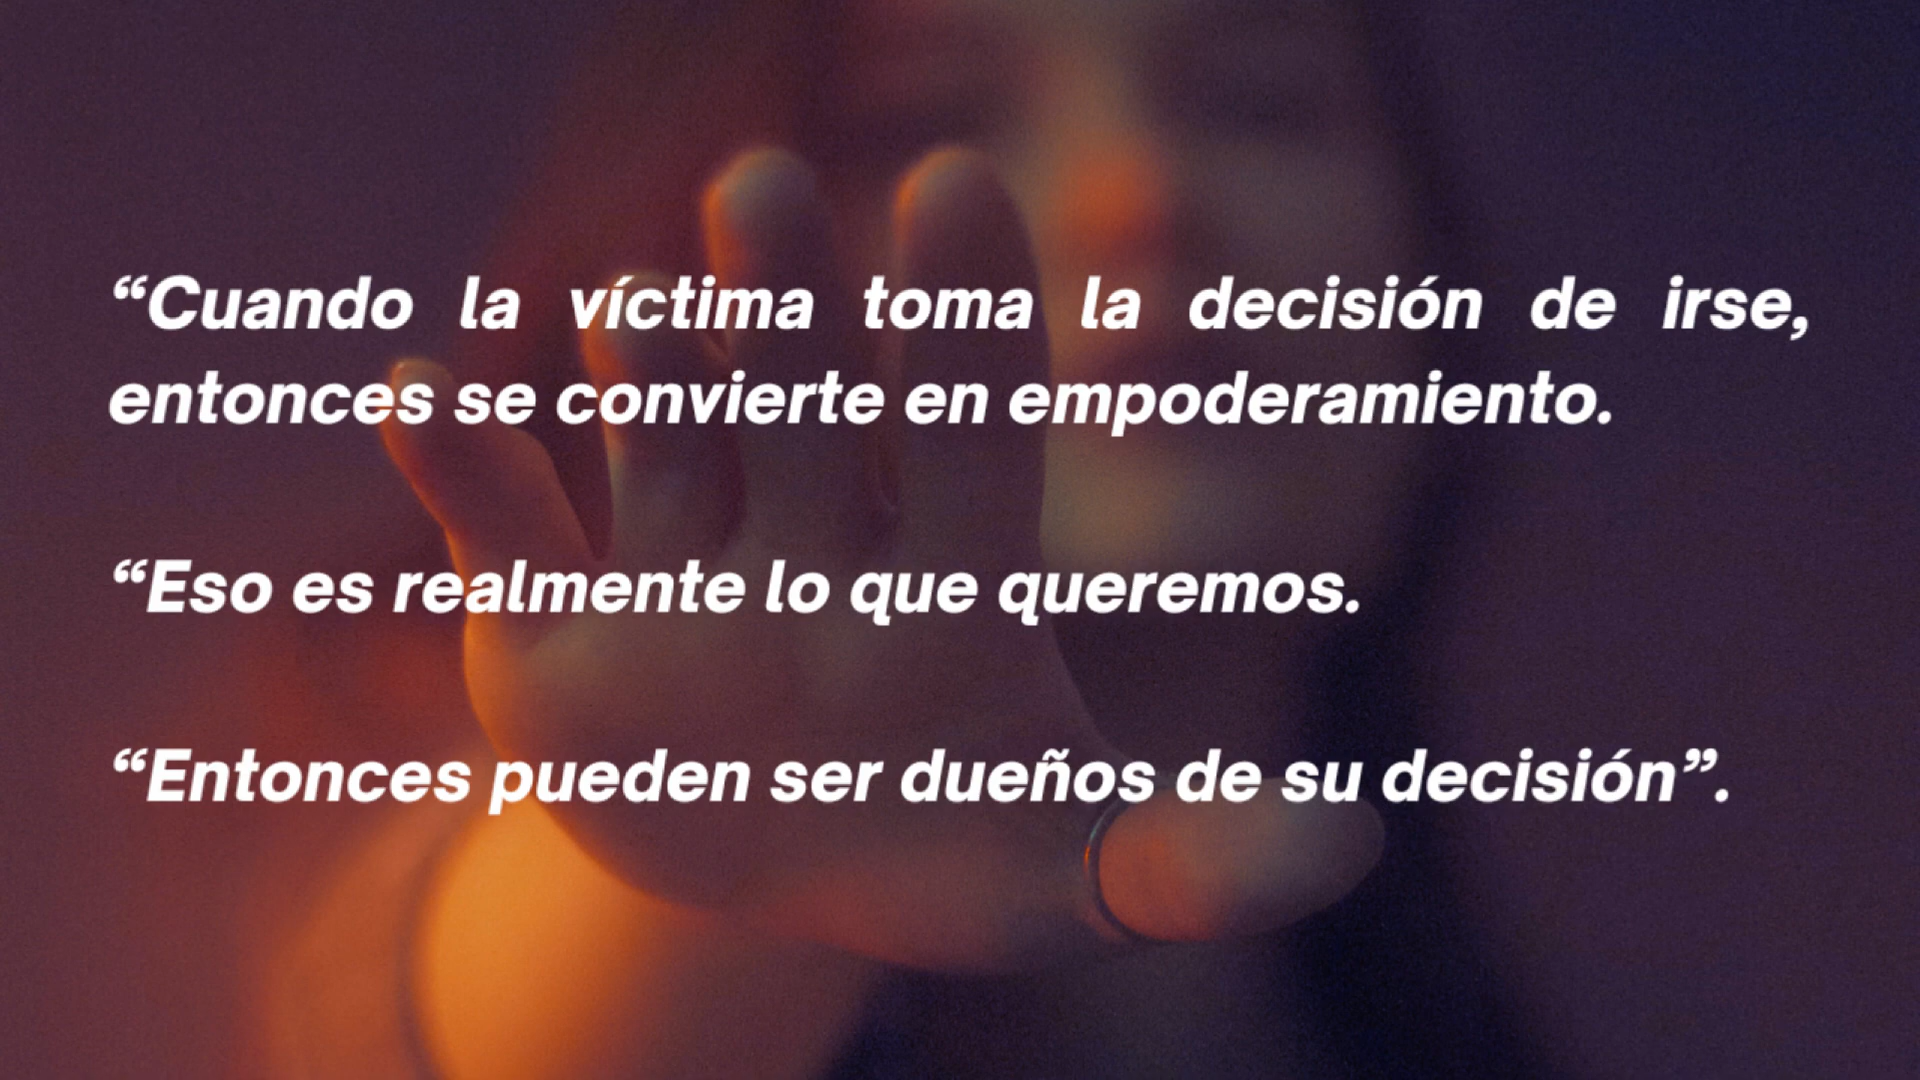 “Cuando la víctima toma la decisión de irse,
entonces se convierte en empoderamiento.
“Eso es realmente lo que queremos.
“Entonces pueden ser dueños de su decisión”.